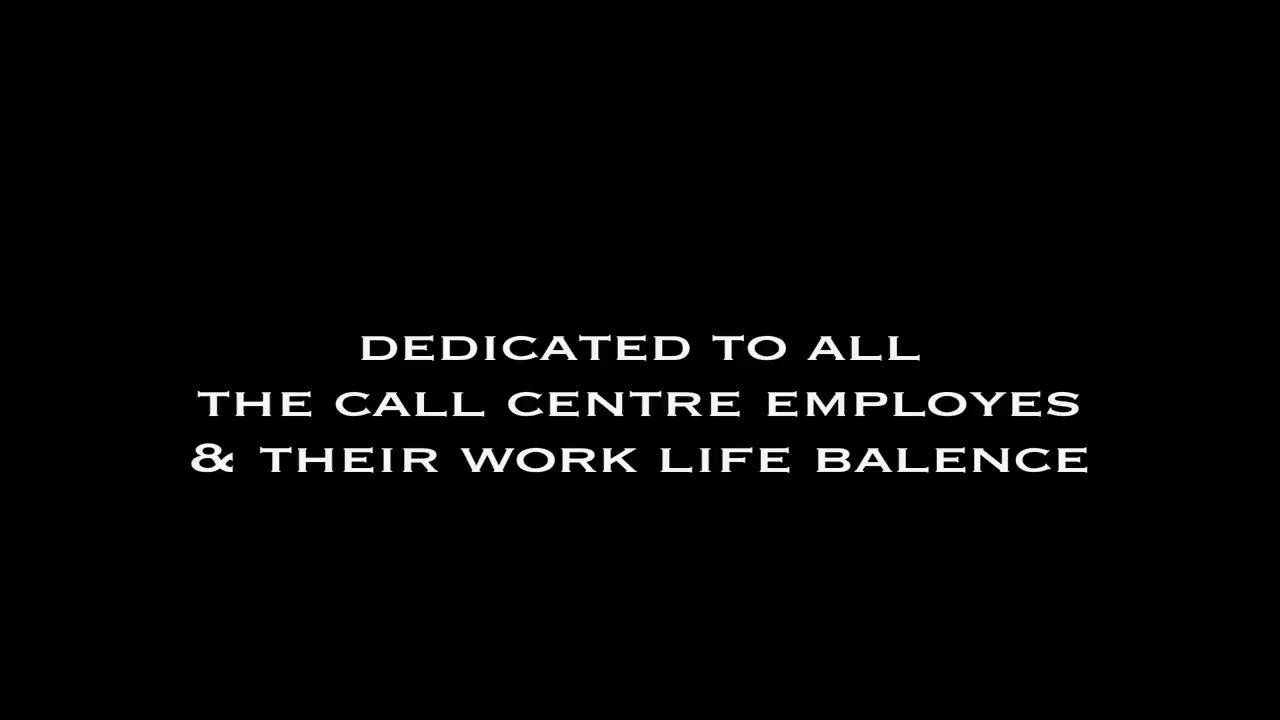 DEDICATED TO ALL
THE CALL CENTRE EMPLOYES
& THEIR WORK LIFE BALENCE